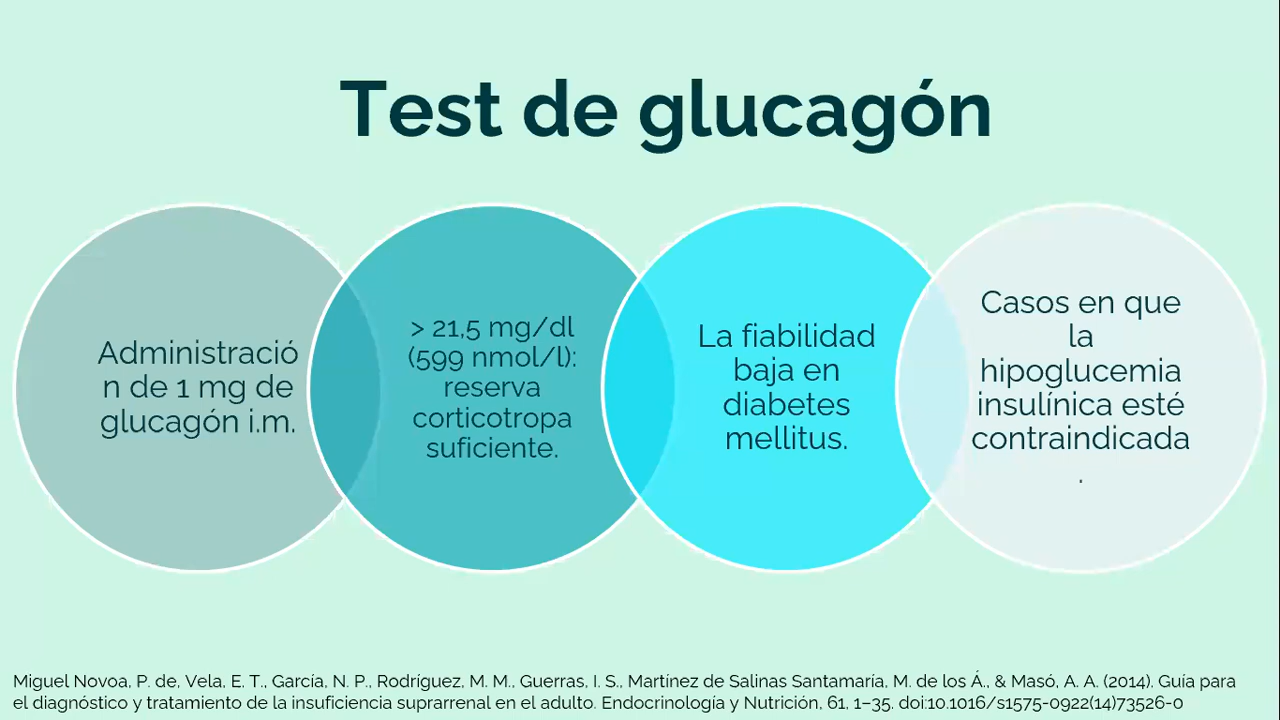 Test de glucagón
Administració
n de 1 mg de
glucagón i.m.
> 21,5 mg/dl
(599 nmol/l):
reserva
corticotropa
suficiente.
La fiabilidad
baja en
diabetes
mellitus.
Casos en que
la
hipoglucemia
insulínica esté
contraindicada
.
Miguel Novoa, P. de, Vela, E. T., García, N. P., Rodríguez, M. M., Guerras, I. S., Martínez de Salinas Santamaría, M. de los Á., & Masó, A. A. (2014). Guía para
el diagnóstico y tratamiento de la insuficiencia suprarrenal en el adulto. Endocrinología y Nutrición, 61, 1–35. doi:10.1016/s1575-0922(14)73526-0